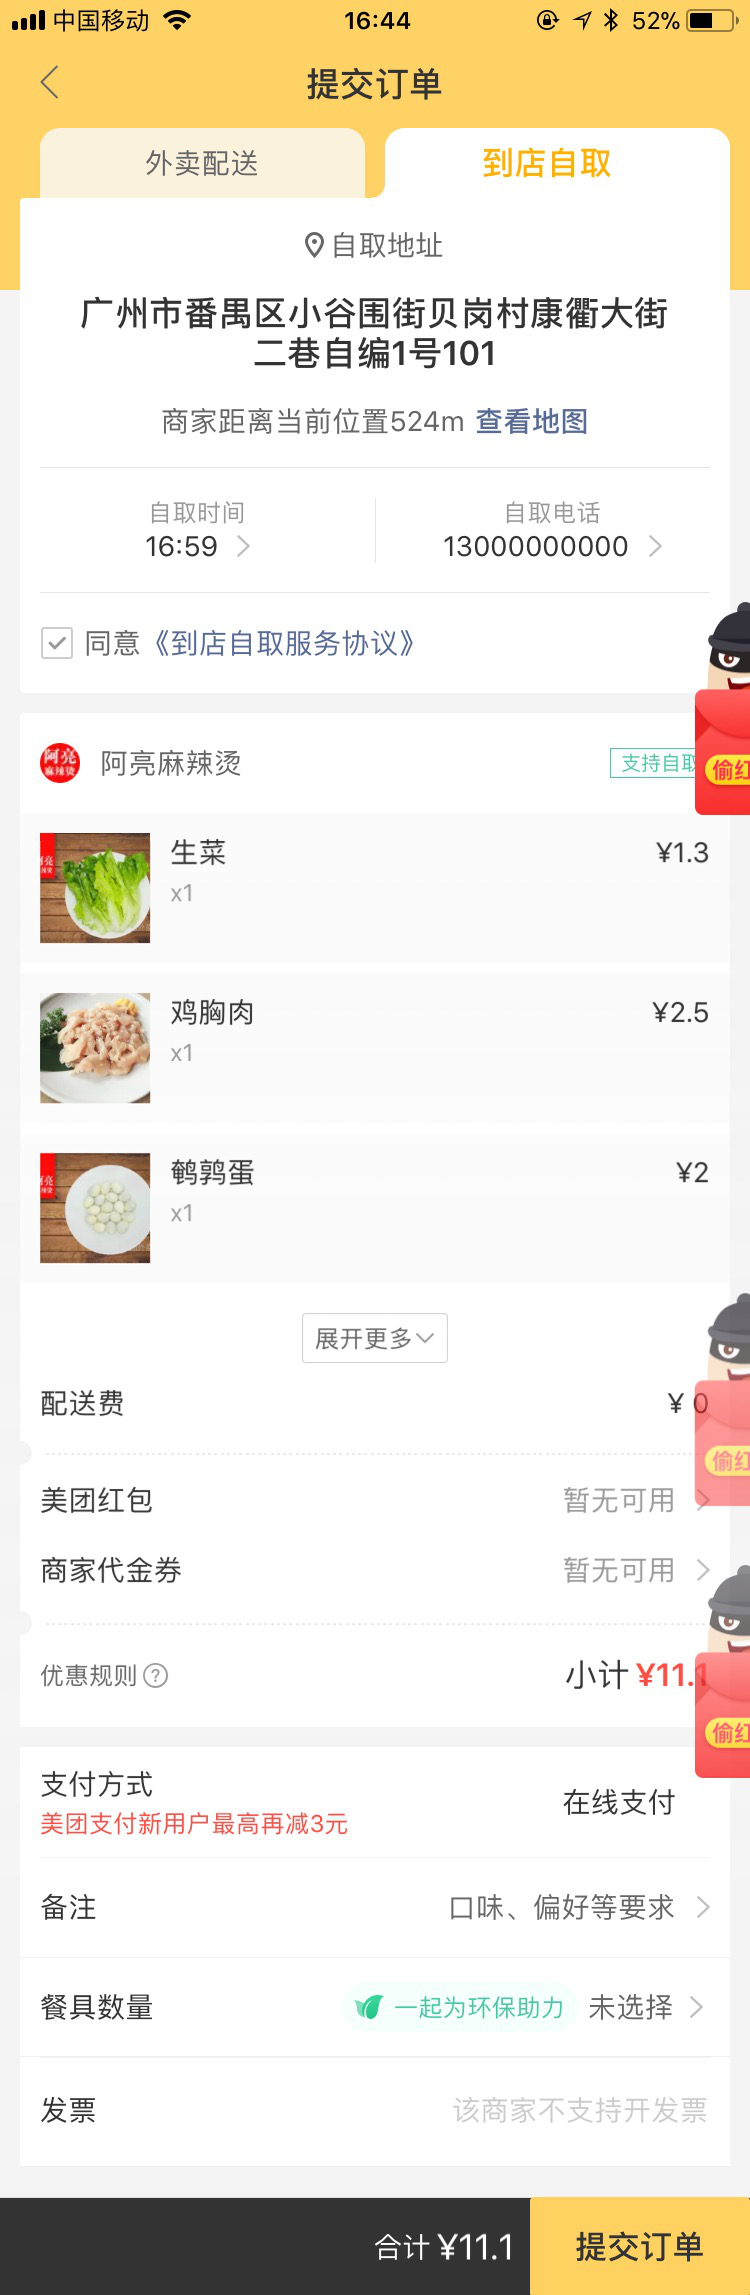 中国移动
16:44
52%
提交订单
外卖配送
到店自取
自取地址
广州市番禺区小谷围街贝岗村康衢大街
二巷自编1号101
商家距离当前位置524m 查看地图
自取时间
16:59
自取电话
13000000000
同意《到店自取服务协议》
阿亮
麻辣烫
阿亮麻辣烫
支持自取
偷红
生菜
¥1.3
x1
鸡胸肉
¥2.5
x1
鹌鹑蛋
¥2
x1
展开更多
配送费
¥ 0
偷红
美团红包
暂无可用
商家代金券
暂无可用
优惠规则
?
小计 ¥11.1
偷红
支付方式
美团支付新用户最高再减3元
在线支付
备注
口味、偏好等要求
餐具数量
一起为环保助力
未选择
发票
该商家不支持开发票
合计 ¥11.1
提交订单